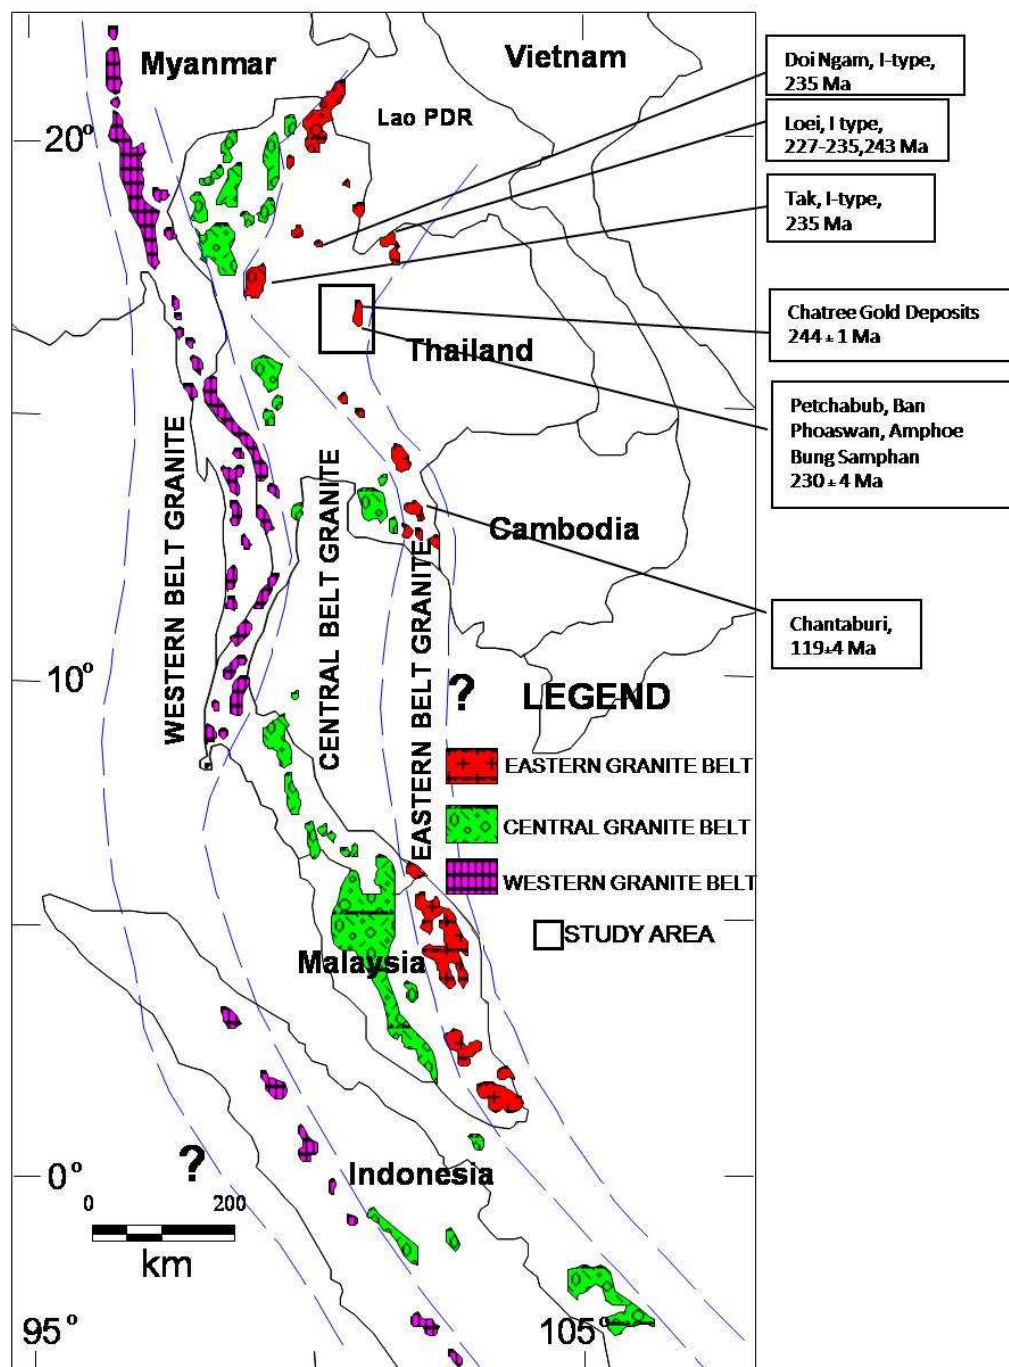 Myanmar
Vietnam
Lao PDR
20°
Thailand
Cambodia
WESTERN BELT GRANITE
CENTRAL BELT GRANITE
EASTERN BELT GRANITE
10°
?
LEGEND
EASTERN GRANITE BELT
CENTRAL GRANITE BELT
WESTERN GRANITE BELT
STUDY AREA
Malaysia
Indonesia
?
0°
0 200
km
95° 105°
Doi Ngam, I-type,
235 Ma
Loei, I type,
227-235,243 Ma
Tak, I-type,
235 Ma
Chatree Gold Deposits
244 ± 1 Ma
Petchabub, Ban
Phoaswan, Amphoe
Bung Samphan
230 ± 4 Ma
Chantaburi,
119±4 Ma